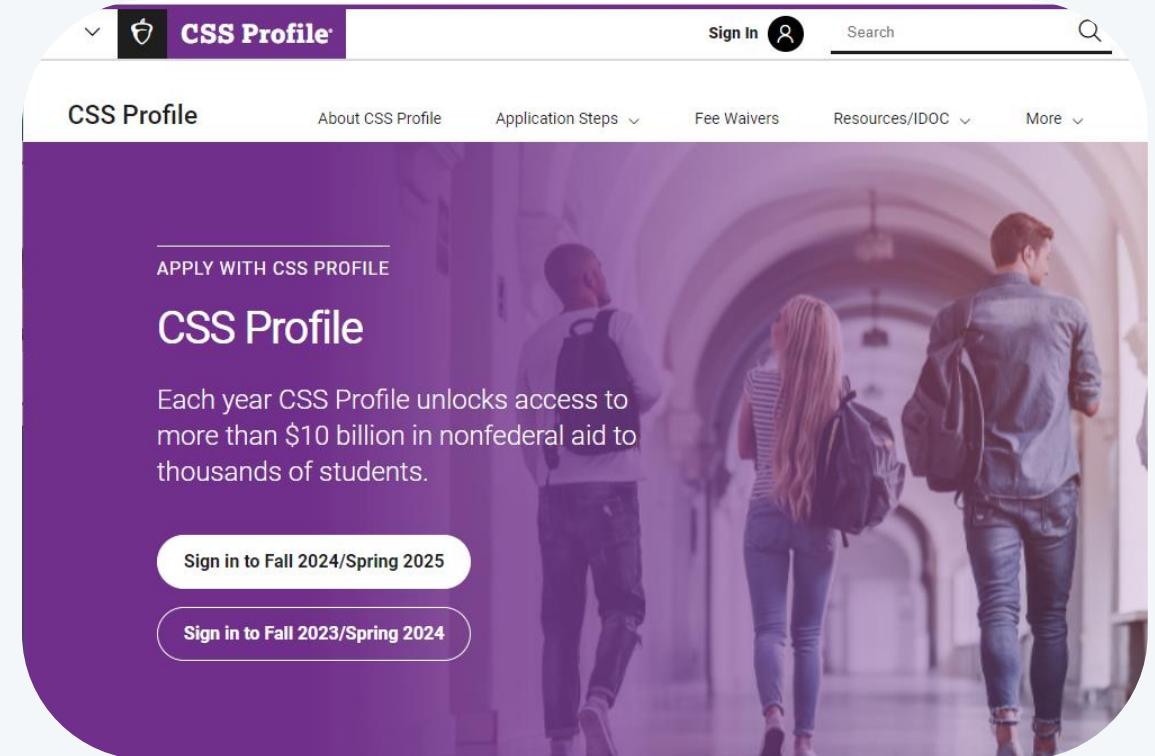 CSS Profile
Sign In
Search
CSS Profile
About CSS Profile
Application Steps
Fee Waivers
Resources/IDOC
More
APPLY WITH CSS PROFILE
CSS Profile
Each year CSS Profile unlocks access to
more than $10 billion in nonfederal aid to
thousands of students.
Sign in to Fall 2024/Spring 2025
Sign in to Fall 2023/Spring 2024